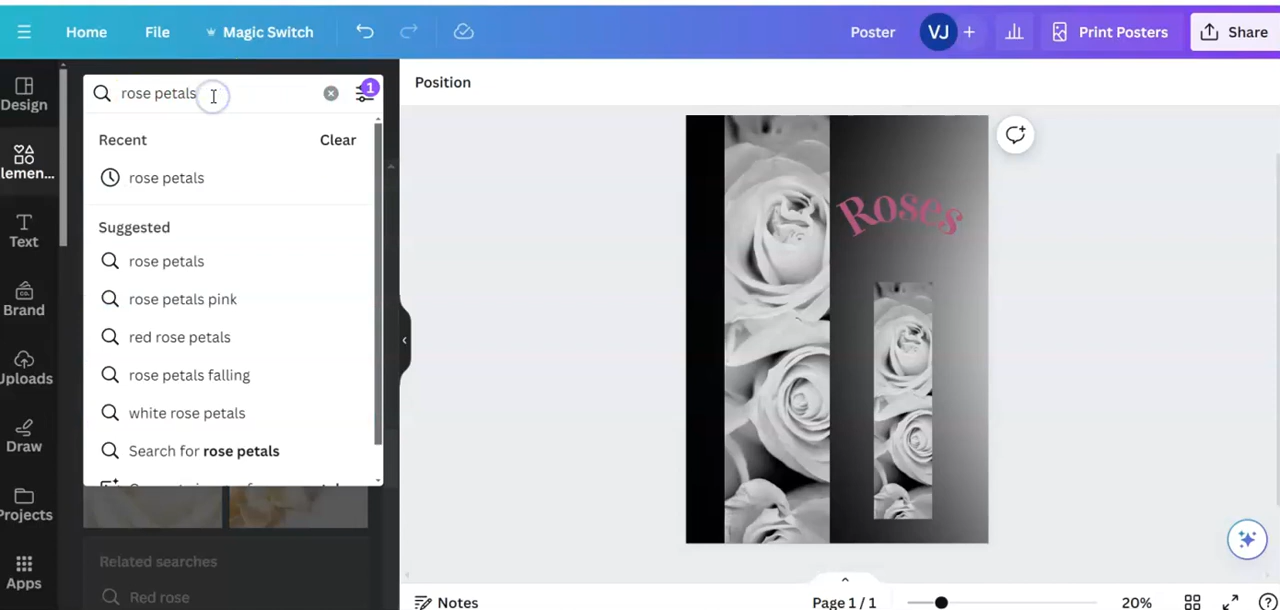 Home File Magic Switch Poster VJ + Print Posters Share
Design
lemen...
Text
Brand
Uploads
Draw
Projects
Apps
rose petals
1
Recent Clear
rose petals
Suggested
rose petals
rose petals pink
red rose petals
rose petals falling
white rose petals
Search for rose petals
Related searches
Red rose
Position
Roses
Notes Page 1 / 1 20%